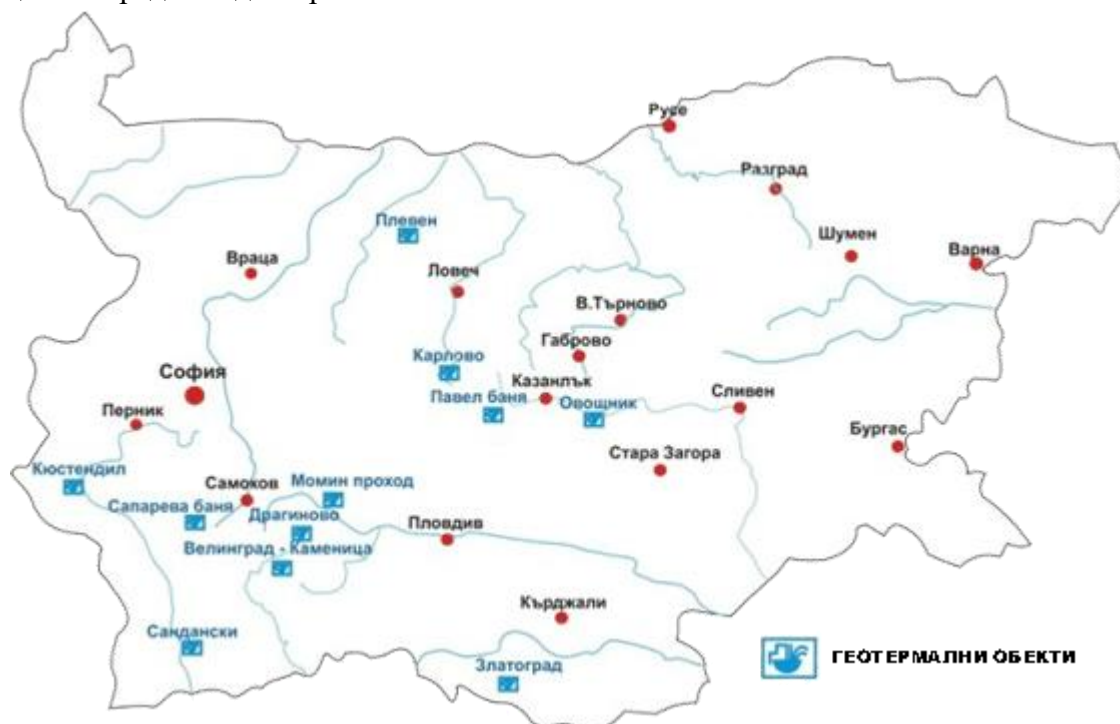 Русе
Разград
Плевен
Шумен
Варна
Враца
Ловеч
В.Търново
Габрово
Карлово
София
Казанлък
Павел баня
Овощник
Сливен
Перник
Бургас
Стара Загора
Кюстендил
Самоков
Момин проход
Сапарева баня
Драгиново
Пловдив
Велинград - Каменица
Кърджали
Сандански
Златоград
ГЕОТЕРМАЛНИ ОБЕКТИ